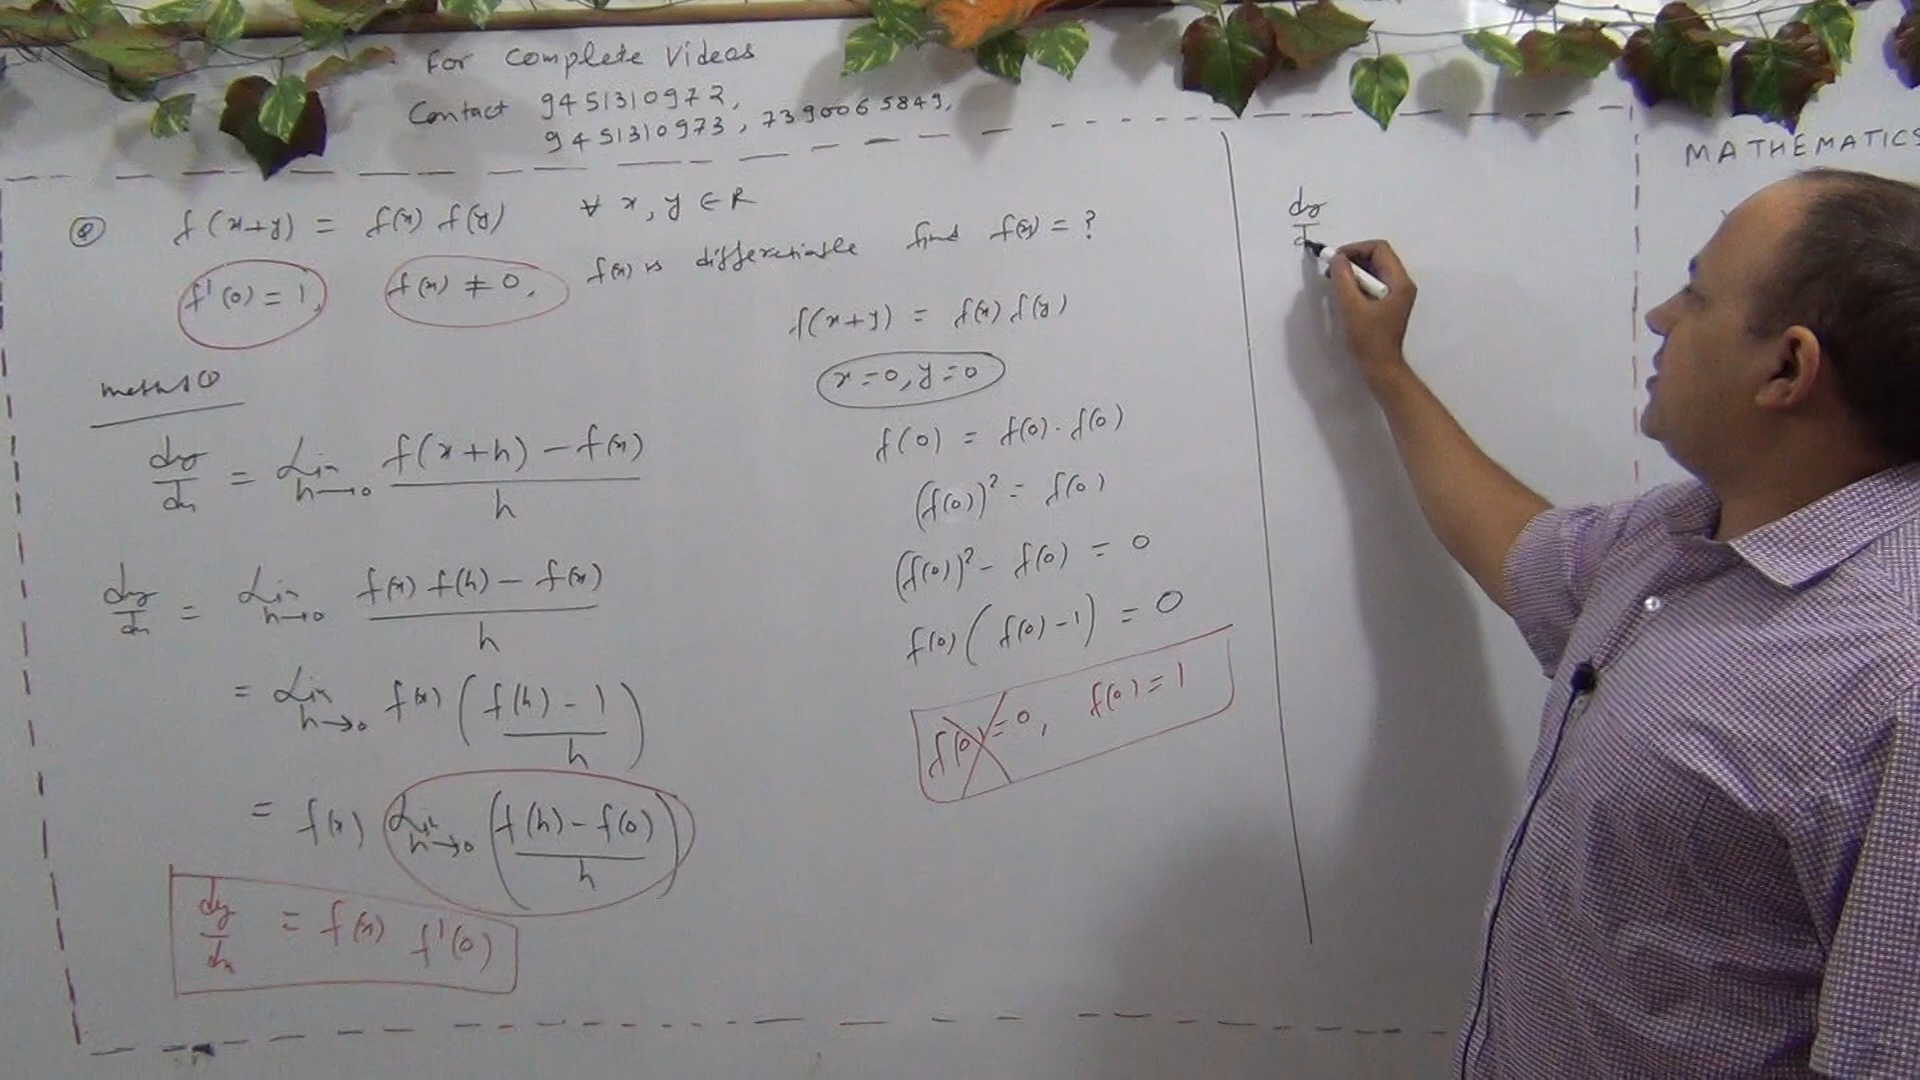 For Complete Videos
Contact 9451310972,
9451310973, 7390065849,
MATHEMATICS
Q f(x+y) = f(x) f(y) ∀ x, y ∈ R
f'(0) = 1, f(x) ≠ 0, f(x) is differentiable find f(x) = ?
method ①
dy/dx = Lim h→0 f(x+h) - f(x) / h
dy/dx = Lim h→0 f(x) f(h) - f(x) / h
= Lim h→0 f(x) ( f(h) - 1 / h )
= f(x) Lim h→0 ( f(h) - f(0) / h )
dy/dx = f(x) f'(0)
f(x+y) = f(x) f(y)
x=0, y=0
f(0) = f(0) . f(0)
(f(0))² = f(0)
(f(0))² - f(0) = 0
f(0) ( f(0) - 1 ) = 0
f(0) = 0, f(0) = 1
dy/d